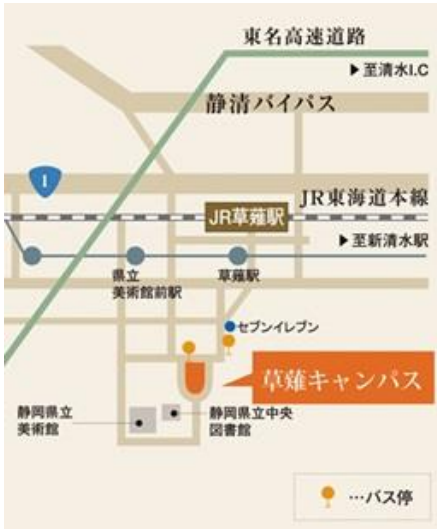 東名高速道路
▶至清水I.C
静清バイパス
1
JR東海道本線
JR草薙駅
▶至新清水駅
県立
美術館前駅
草薙駅
セブンイレブン
草薙キャンパス
静岡県立
美術館
静岡県立中央
図書館
…バス停